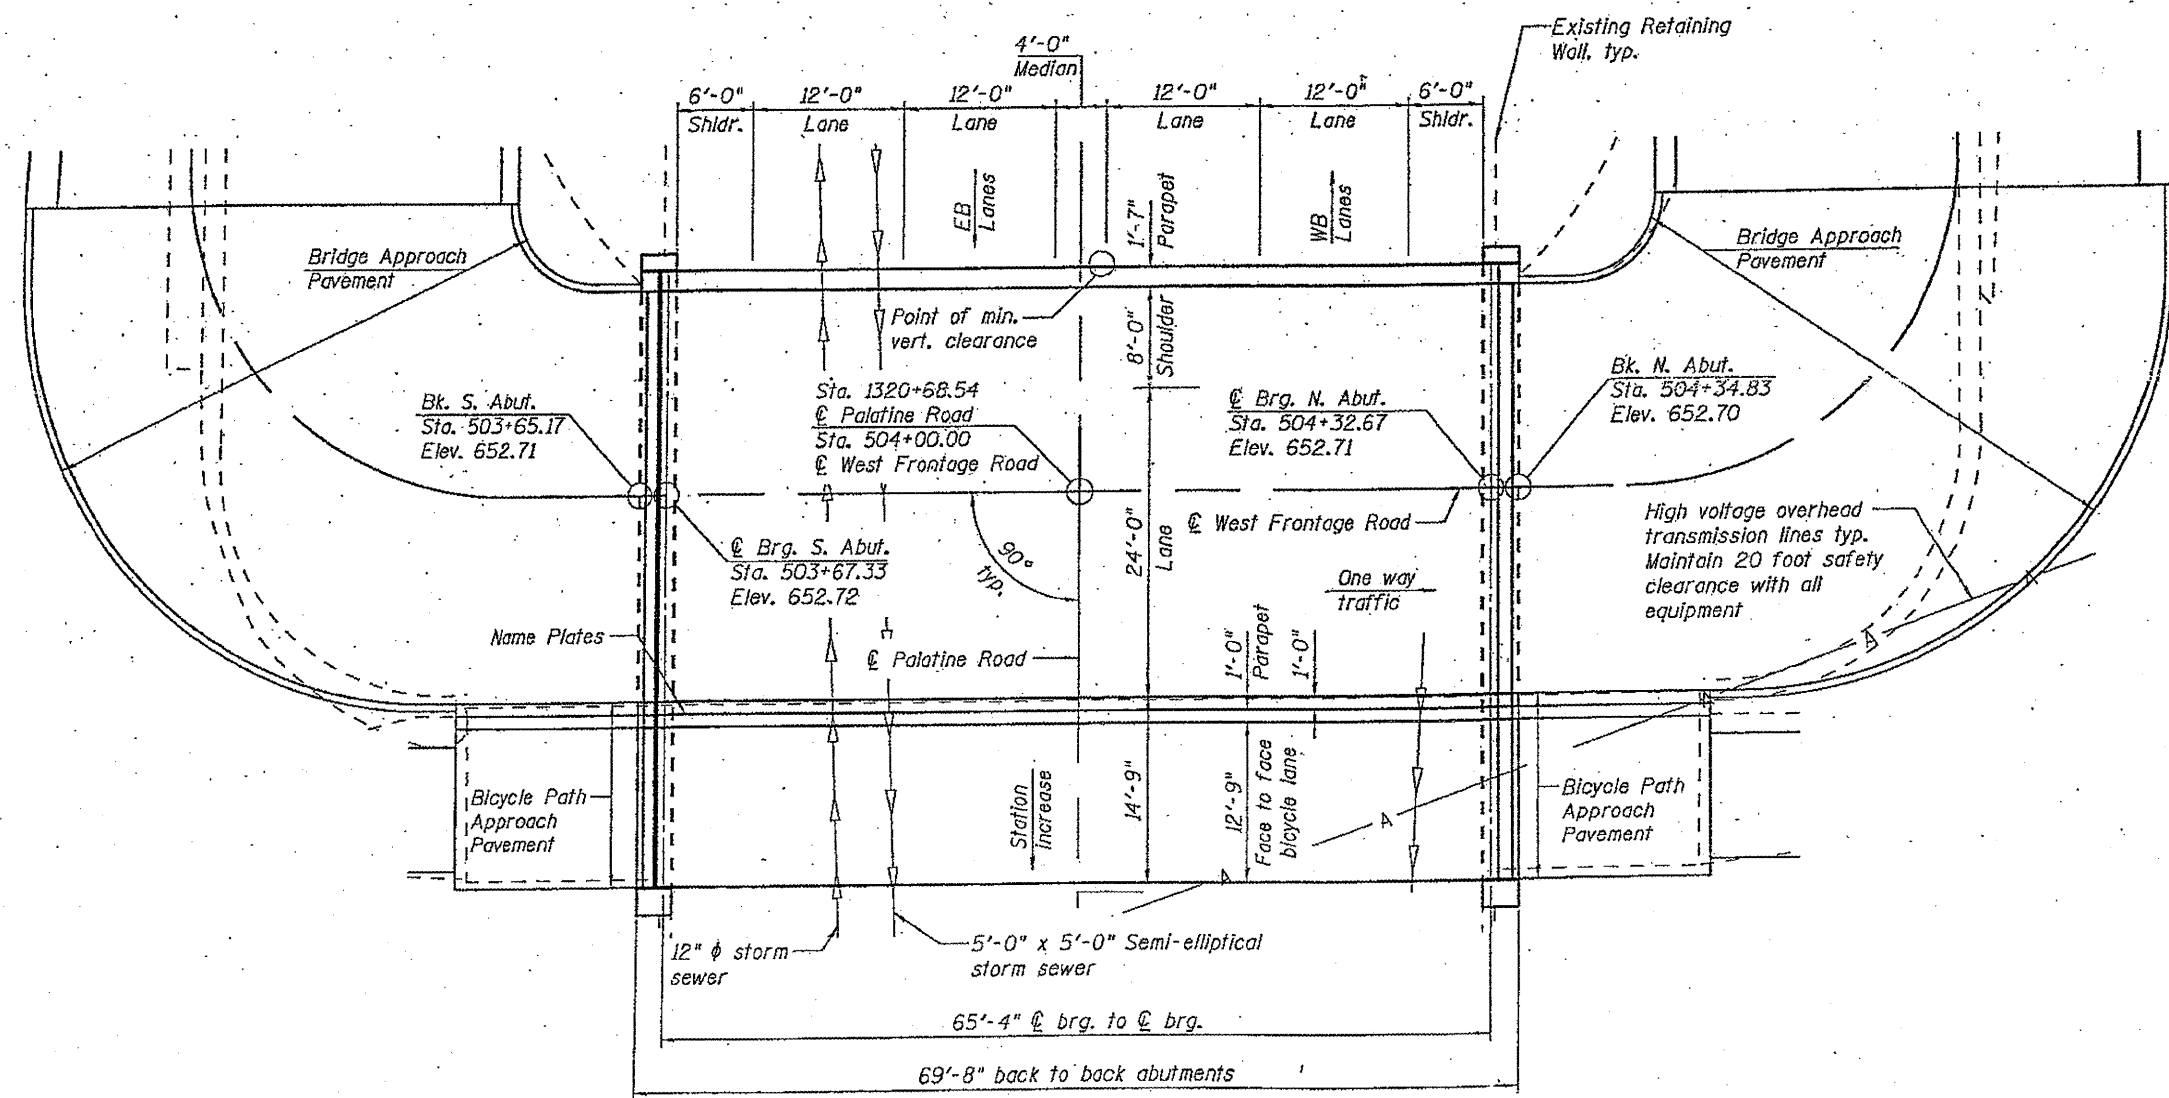 Existing Retaining
Wall, typ.
4'-0"
Median
6'-0"
Shldr.
12'-0"
Lane
12'-0"
Lane
12'-0"
Lane
12'-0"
Lane
6'-0"
Shldr.
EB
Lanes
1'-7"
Parapet
WB
Lanes
Bridge Approach
Pavement
Bridge Approach
Pavement
Point of min.
vert. clearance
8'-0"
Shoulder
Bk. S. Abut.
Sta. 503+65.17
Elev. 652.71
Sta. 1320+68.54
℄ Palatine Road
Sta. 504+00.00
℄ West Frontage Road
℄ Brg. N. Abut.
Sta. 504+32.67
Elev. 652.71
Bk. N. Abut.
Sta. 504+34.83
Elev. 652.70
℄ Brg. S. Abut.
Sta. 503+67.33
Elev. 652.72
90°
typ.
24'-0"
Lane
℄ West Frontage Road
High voltage overhead
transmission lines typ.
Maintain 20 foot safety
clearance with all
equipment
One way
traffic
Name Plates
℄ Palatine Road
1'-0"
Parapet
1'-0"
A
Bicycle Path
Approach
Pavement
Station
Increase
14'-9"
12'-9"
Face to face
bicycle lane
A
Bicycle Path
Approach
Pavement
A
12" ϕ storm
sewer
5'-0" x 5'-0" Semi-elliptical
storm sewer
65'-4" ℄ brg. to ℄ brg.
69'-8" back to back abutments